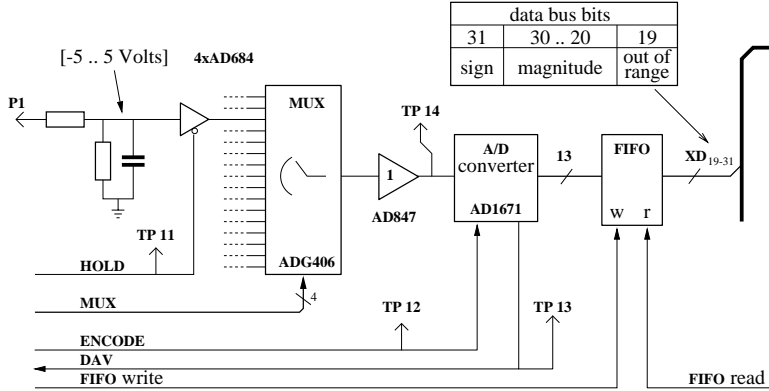 data bus bits
31 30 .. 20 19
sign magnitude out of
range
[-5 .. 5 Volts] 4xAD684
P1
MUX
TP 14
A/D
converter
13
FIFO
XD19-31
1
AD847
AD1671
w r
TP 11
HOLD
ADG406
MUX
4
TP 12
TP 13
ENCODE
DAV
FIFO write
FIFO read